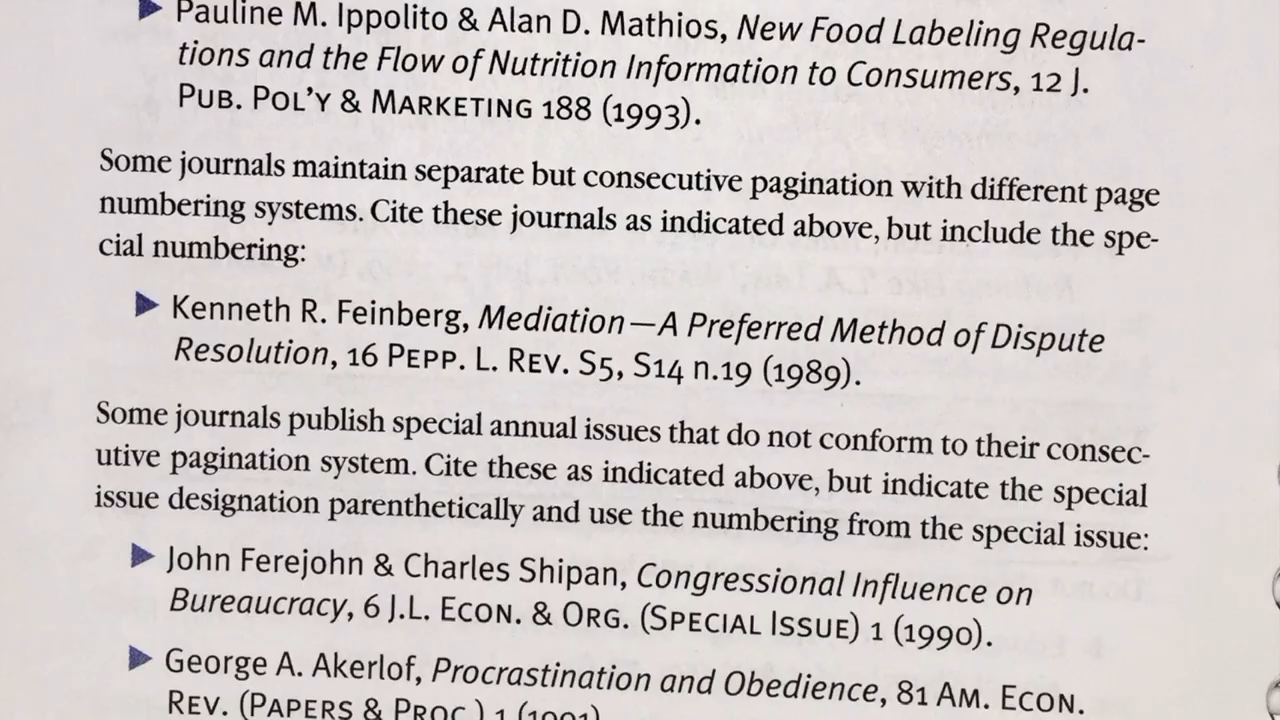 ▶ Pauline M. Ippolito & Alan D. Mathios, New Food Labeling Regula-
tions and the Flow of Nutrition Information to Consumers, 12 J.
PUB. POL'Y & MARKETING 188 (1993).
Some journals maintain separate but consecutive pagination with different page
numbering systems. Cite these journals as indicated above, but include the spe-
cial numbering:
▶ Kenneth R. Feinberg, Mediation—A Preferred Method of Dispute
Resolution, 16 PEPP. L. REV. S5, S14 n.19 (1989).
Some journals publish special annual issues that do not conform to their consec-
utive pagination system. Cite these as indicated above, but indicate the special
issue designation parenthetically and use the numbering from the special issue:
▶ John Ferejohn & Charles Shipan, Congressional Influence on
Bureaucracy, 6 J.L. ECON. & ORG. (SPECIAL ISSUE) 1 (1990).
▶ George A. Akerlof, Procrastination and Obedience, 81 AM. ECON.
REV. (PAPERS & PROC.) 1 (1991)